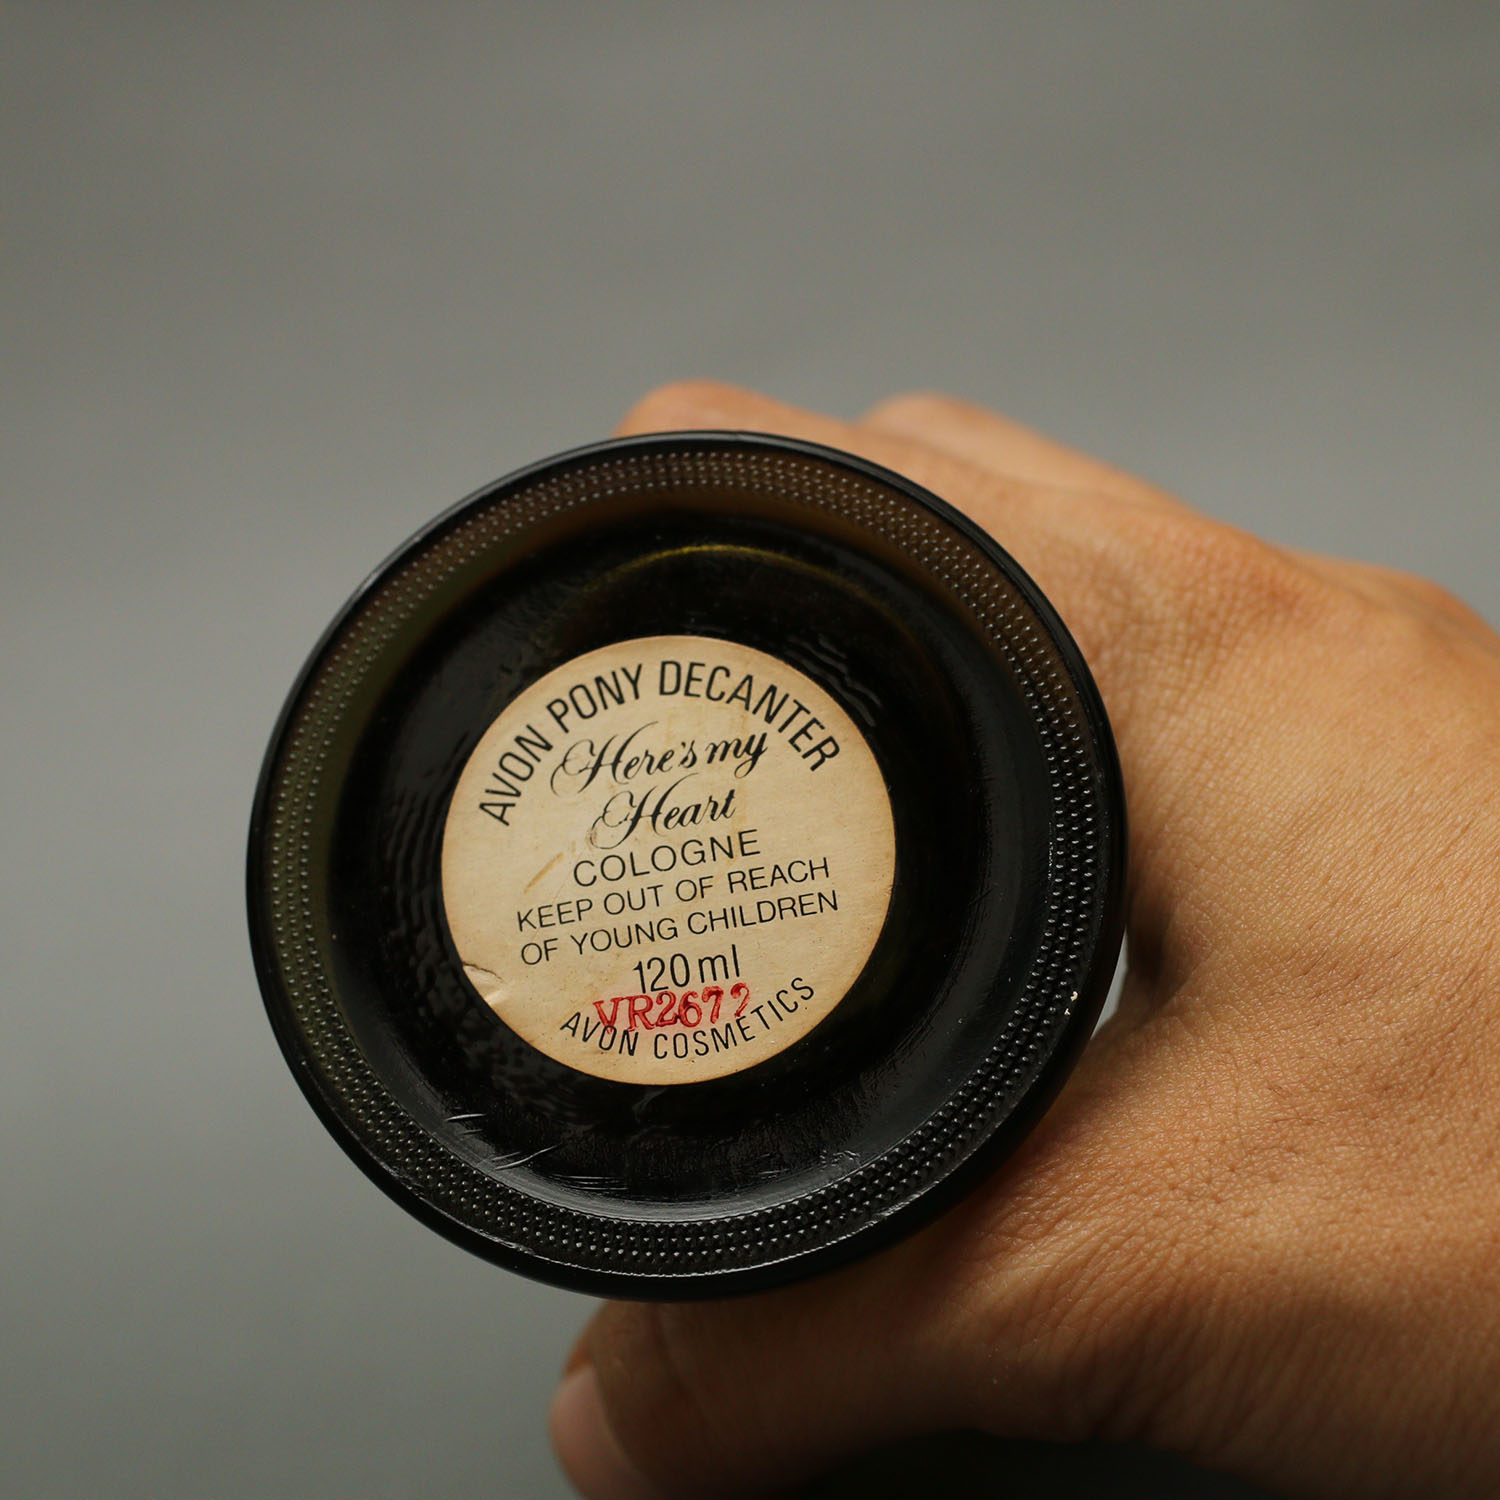 AVON PONY DECANTER
Here's my
Heart
COLOGNE
KEEP OUT OF REACH
OF YOUNG CHILDREN
120 ml
AVON COSMETICS